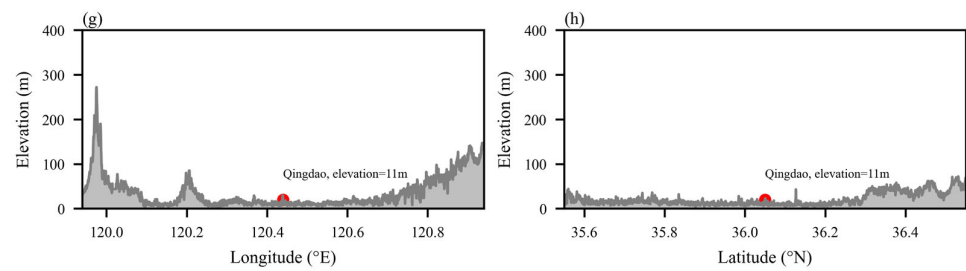 (g)
400
300
200
100
0
Elevation (m)
Qingdao, elevation=11m
120.0 120.2 120.4 120.6 120.8
Longitude (°E)
(h)
400
300
200
100
0
Elevation (m)
Qingdao, elevation=11m
35.6 35.8 36.0 36.2 36.4
Latitude (°N)